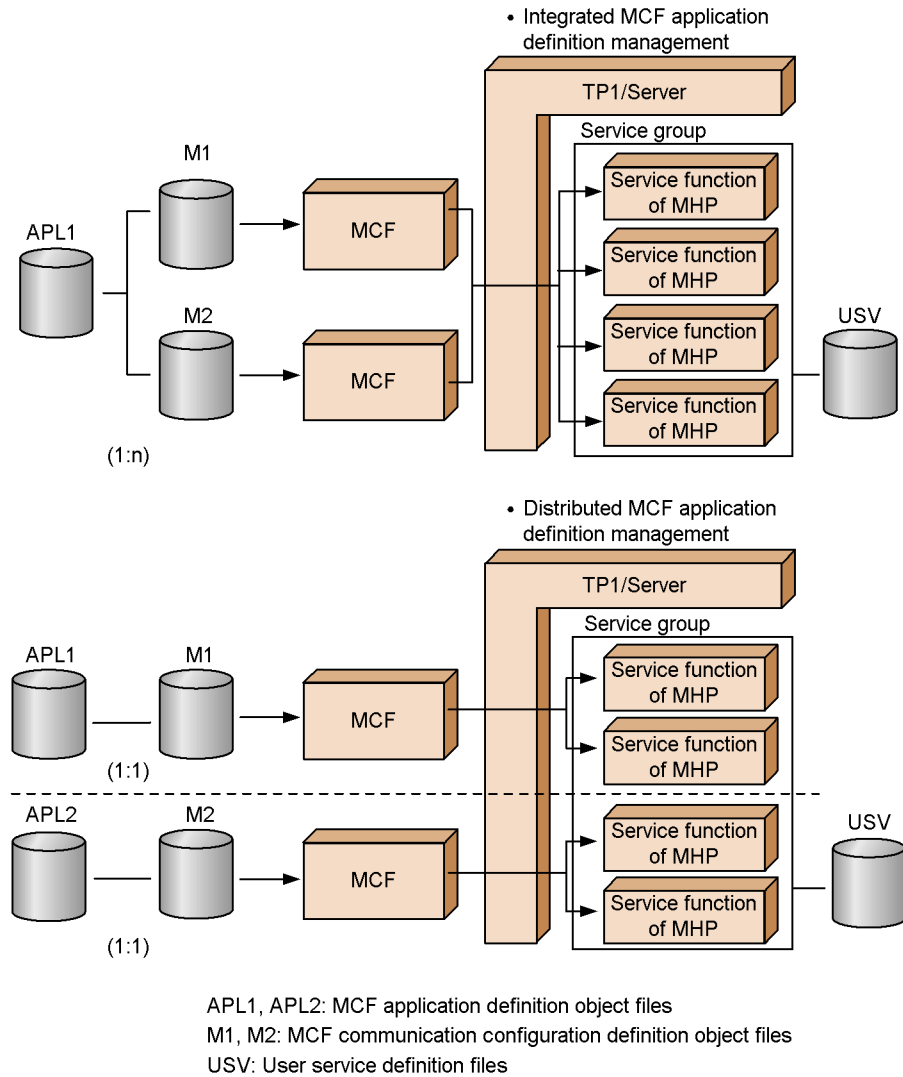 • Integrated MCF application
definition management
TP1/Server
Service group
M1
Service function
of MHP
MCF
APL1
Service function
of MHP
M2
USV
Service function
of MHP
MCF
Service function
of MHP
(1:n)
• Distributed MCF application
definition management
TP1/Server
Service group
APL1
M1
Service function
of MHP
MCF
Service function
of MHP
(1:1)
APL2
M2
USV
Service function
of MHP
MCF
Service function
of MHP
(1:1)
APL1, APL2: MCF application definition object files
M1, M2: MCF communication configuration definition object files
USV: User service definition files